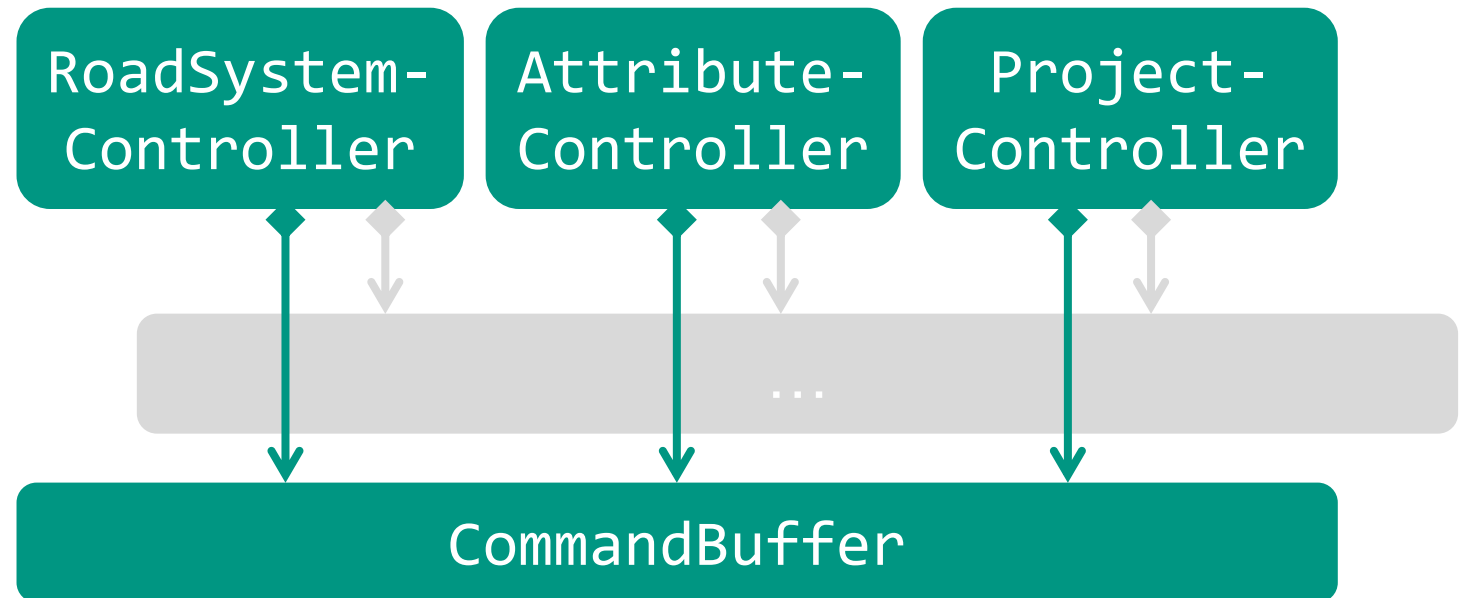 RoadSystem-
Controller
Attribute-
Controller
Project-
Controller
...
CommandBuffer